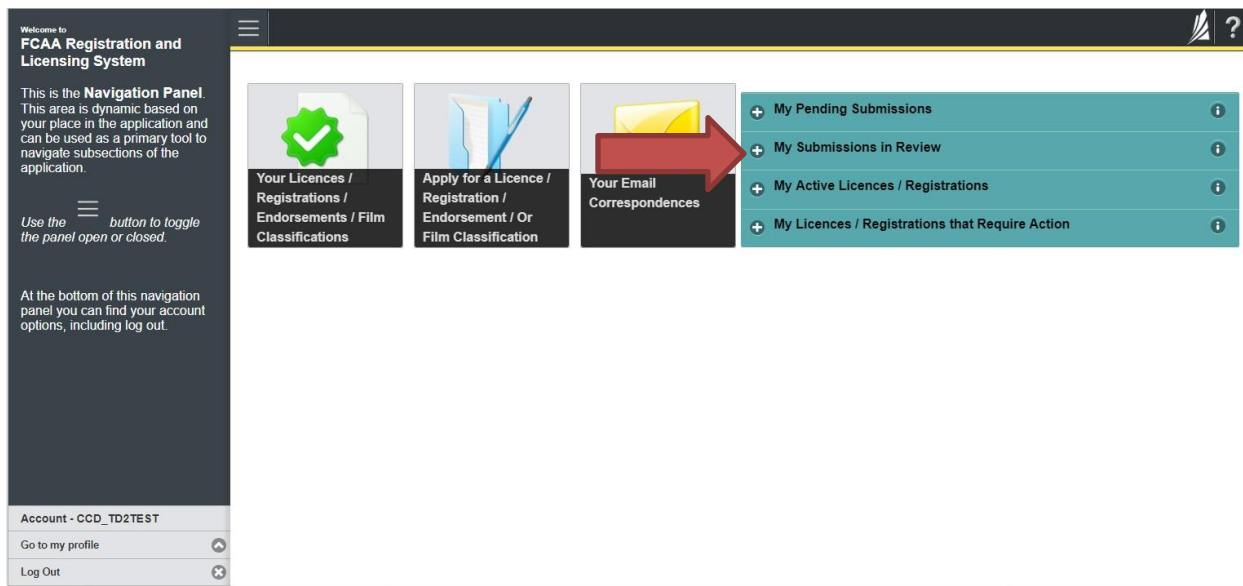 Welcome to
FCAA Registration and
Licensing System
This is the Navigation Panel.
This area is dynamic based on
your place in the application and
can be used as a primary tool to
navigate subsections of the
application.
Use the button to toggle
the panel open or closed.
At the bottom of this navigation
panel you can find your account
options, including log out.
Account - CCD_TD2TEST
Go to my profile
Log Out
?
Your Licences /
Registrations /
Endorsements / Film
Classifications
Apply for a Licence /
Registration /
Endorsement / Or
Film Classification
Your Email
Correspondences
My Pending Submissions
My Submissions in Review
My Active Licences / Registrations
My Licences / Registrations that Require Action